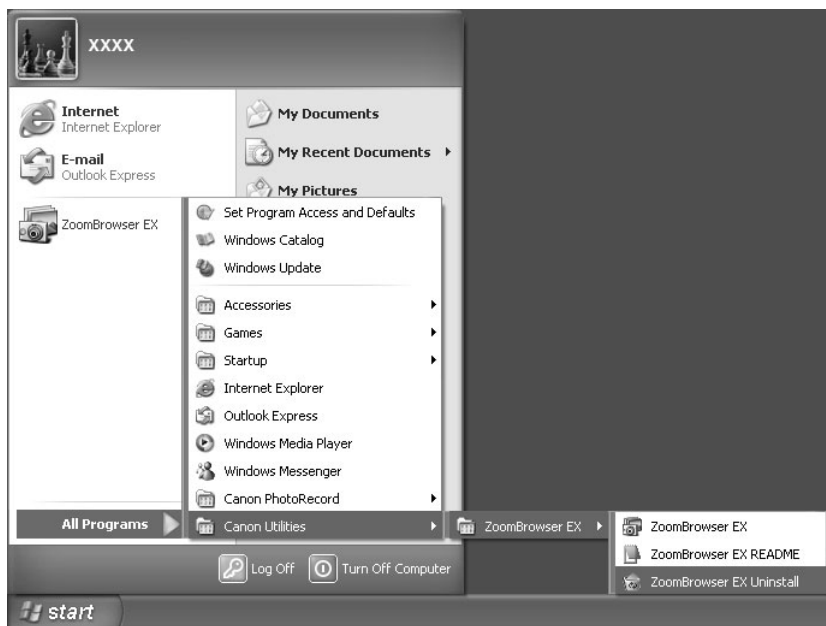 xxxx
Internet
Internet Explorer
E-mail
Outlook Express
ZoomBrowser EX
My Documents
My Recent Documents
My Pictures
Set Program Access and Defaults
Windows Catalog
Windows Update
Accessories
Games
Startup
Internet Explorer
Outlook Express
Windows Media Player
Windows Messenger
Canon PhotoRecord
All Programs
Canon Utilities
ZoomBrowser EX
ZoomBrowser EX
ZoomBrowser EX README
ZoomBrowser EX Uninstall
Log Off
Turn Off Computer
start